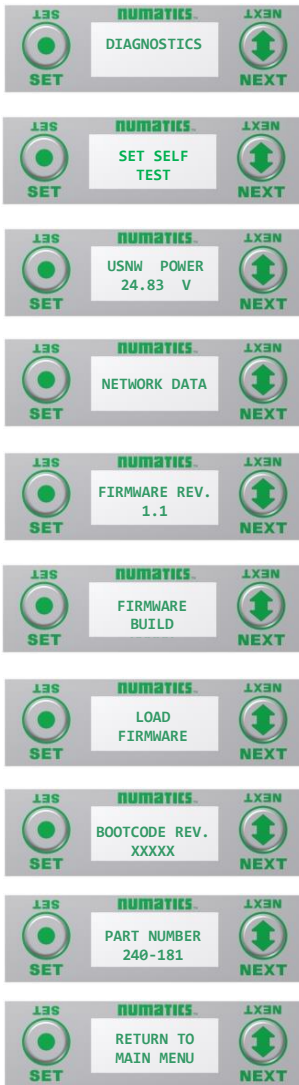 SET numatics NEXT
DIAGNOSTICS
SET NEXT
SET numatics NEXT
SET SELF
TEST
SET NEXT
SET numatics NEXT
USNW POWER
24.83 V
SET NEXT
SET numatics NEXT
NETWORK DATA
SET NEXT
SET numatics NEXT
FIRMWARE REV.
1.1
SET NEXT
SET numatics NEXT
FIRMWARE
BUILD
SET NEXT
SET numatics NEXT
LOAD
FIRMWARE
SET NEXT
SET numatics NEXT
BOOTCODE REV.
XXXXX
SET NEXT
SET numatics NEXT
PART NUMBER
240-181
SET NEXT
SET numatics NEXT
RETURN TO
MAIN MENU
SET NEXT